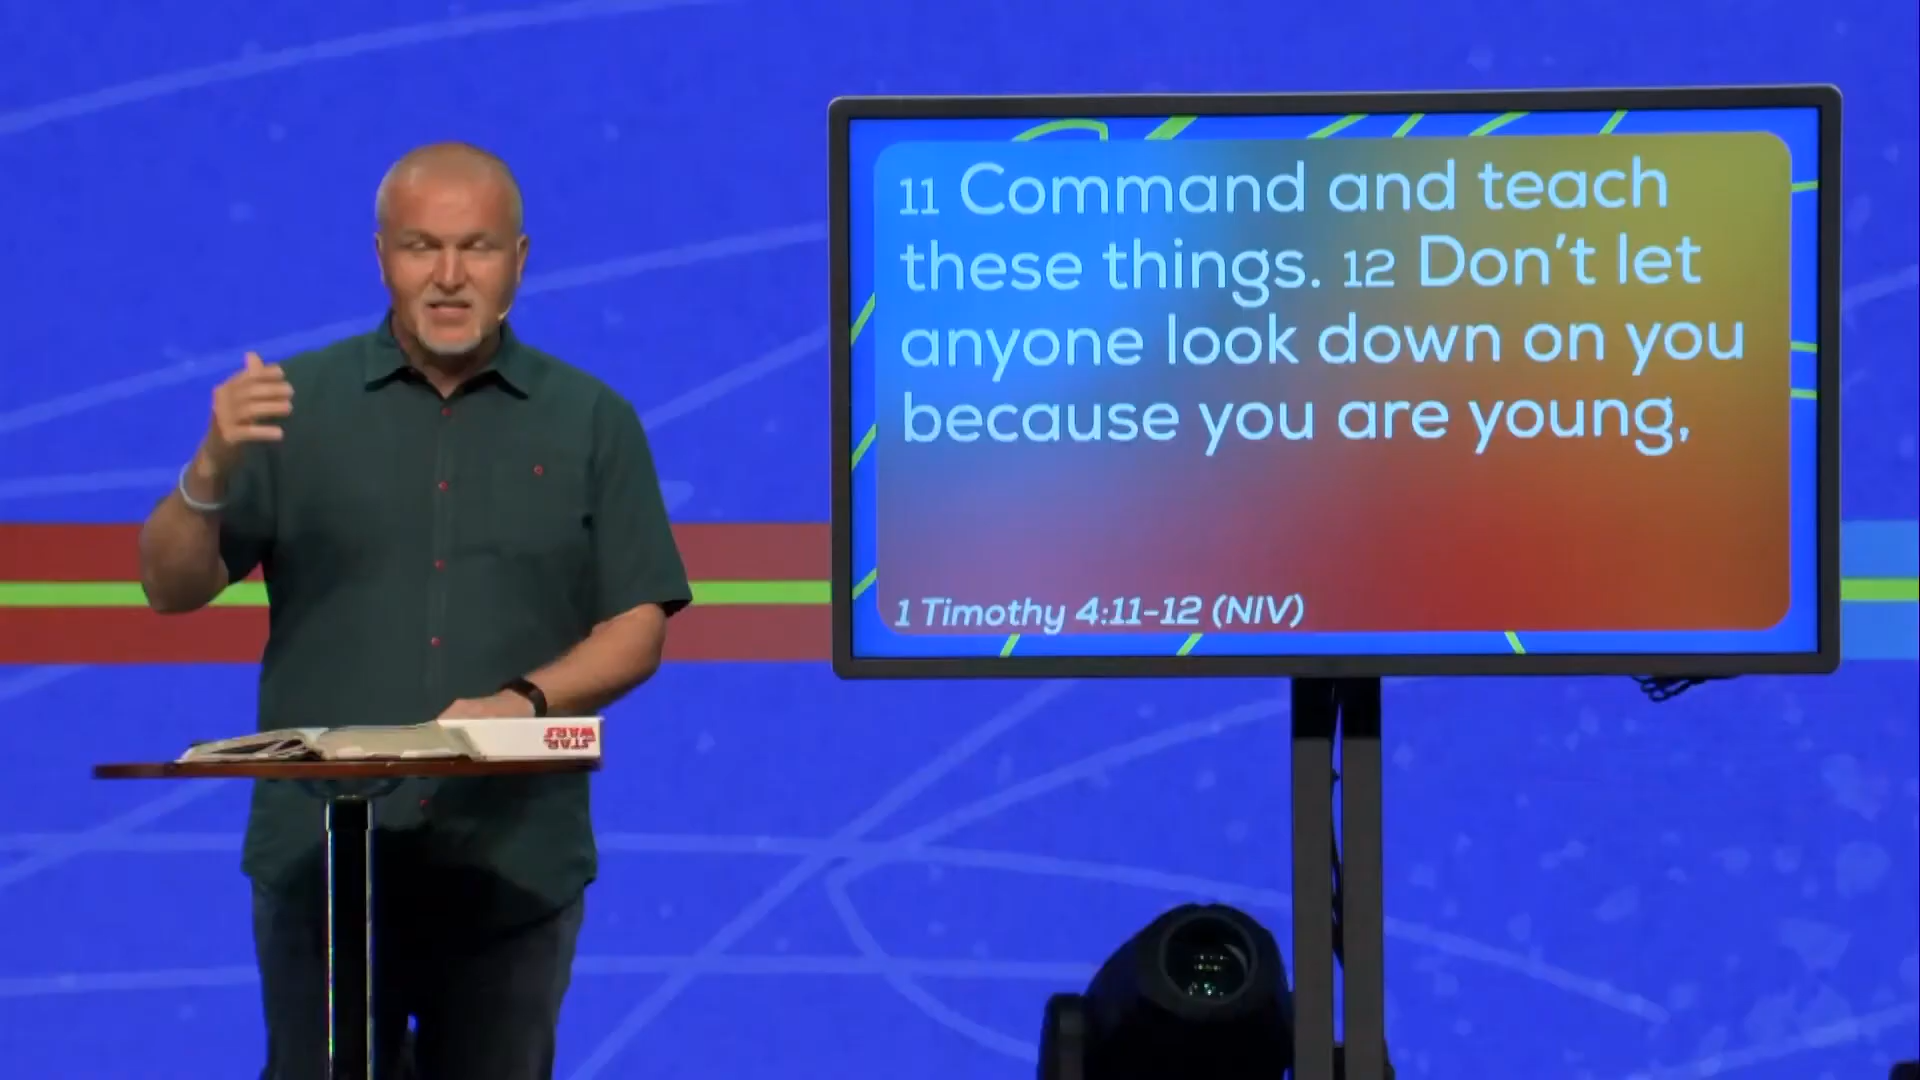 11 Command and teach
these things. 12 Don't let
anyone look down on you
because you are young,
1 Timothy 4:11-12 (NIV)
STAR
WARS